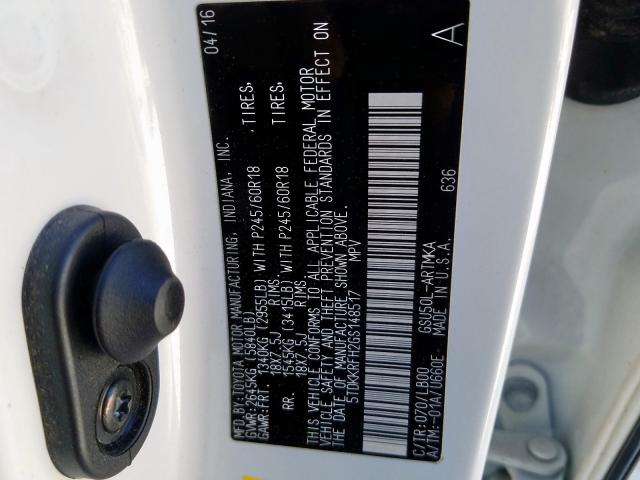 MFD.BY:TOYOTA MOTOR MANUFACTURING, INDIANA, INC. 04/16
GVWR:2645KG (5840LB)
GAWR:FRT. 1340KG (2955LB) WITH P245/60R18 TIRES,
18X7.5J RIMS.
RR. 1545KG (3415LB) WITH P245/60R18 TIRES,
18X7.5J RIMS.
THIS VEHICLE CONFORMS TO ALL APPLICABLE FEDERAL MOTOR
VEHICLE SAFETY AND THEFT PREVENTION STANDARDS IN EFFECT ON
THE DATE OF MANUFACTURE SHOWN ABOVE.
5TDKKRFH2GS148517 MPV
C/TR:070/LB00 GSU50L-ARTMKA 636
A/TM:-01A/U660E MADE IN U.S.A.
A